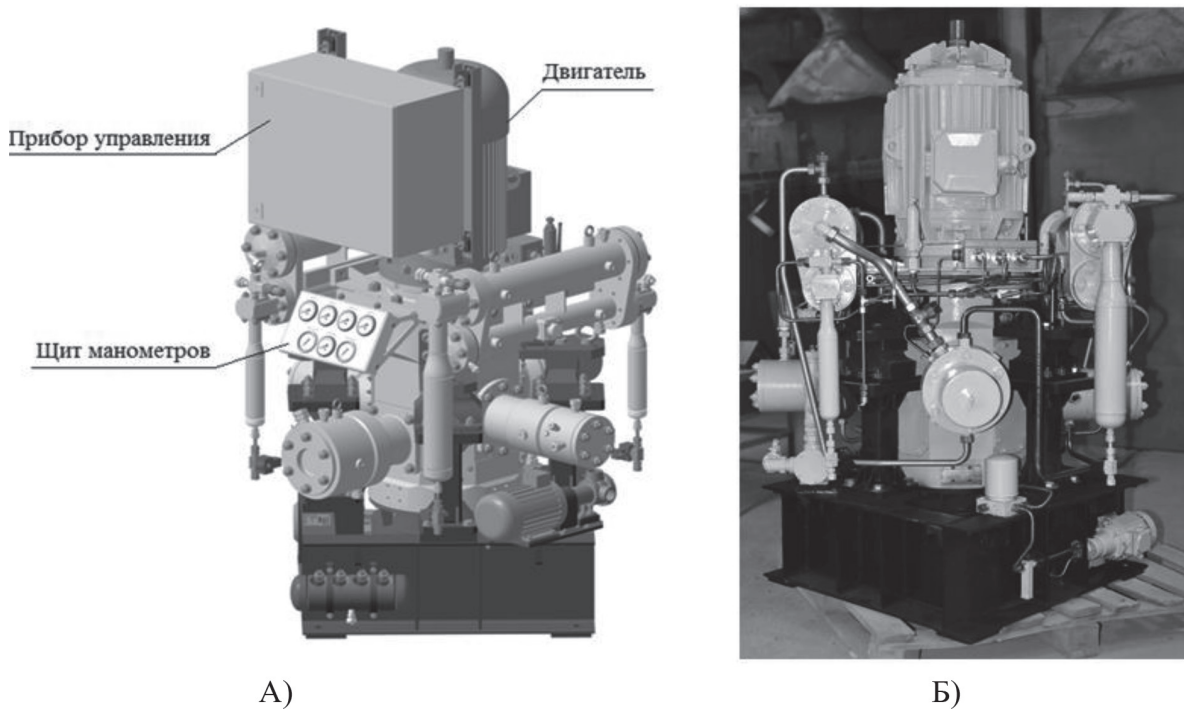 Двигатель
Прибор управления
Щит манометров
А)
Б)